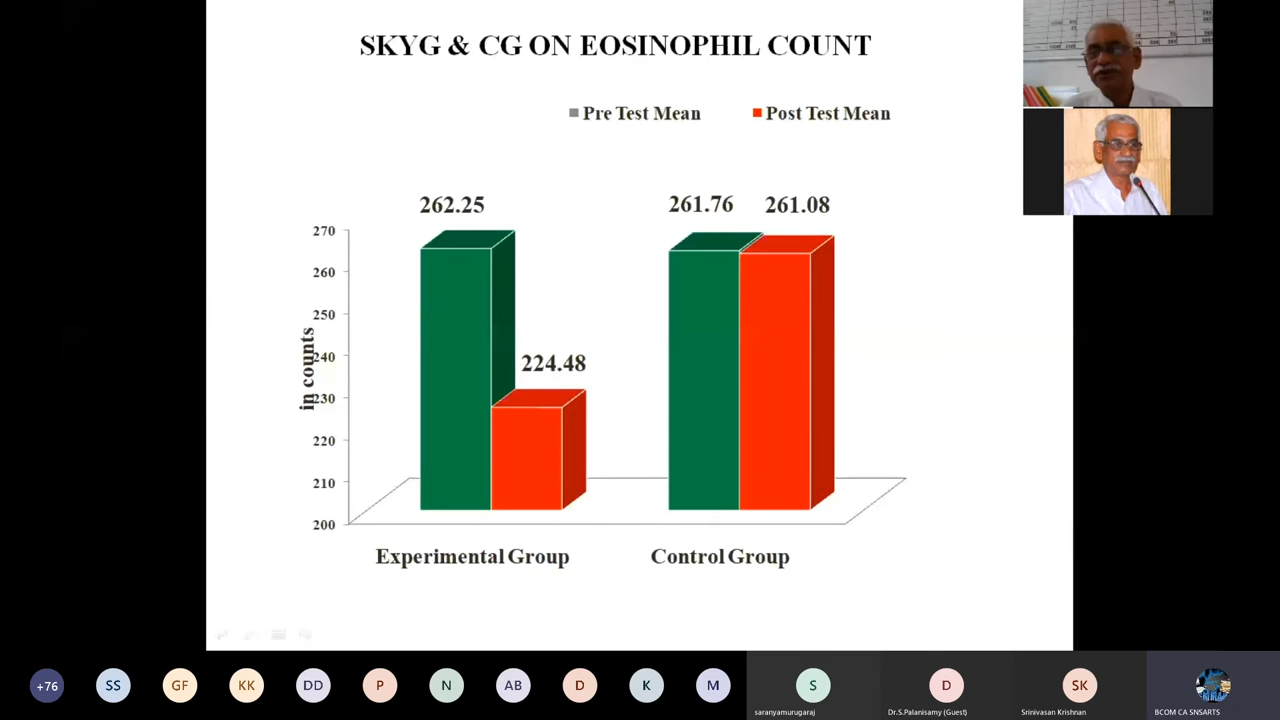 SKYG & CG ON EOSINOPHIL COUNT
Pre Test Mean
Post Test Mean
262.25
261.76
261.08
224.48
270
260
250
240
230
220
210
200
in counts
Experimental Group
Control Group
+76
SS
GF
KK
DD
P
N
AB
D
K
M
S
D
SK
saranyamurugaraj
Dr.S.Palanisamy (Guest)
Srinivasan Krishnan
BCOM CA SNSARTS